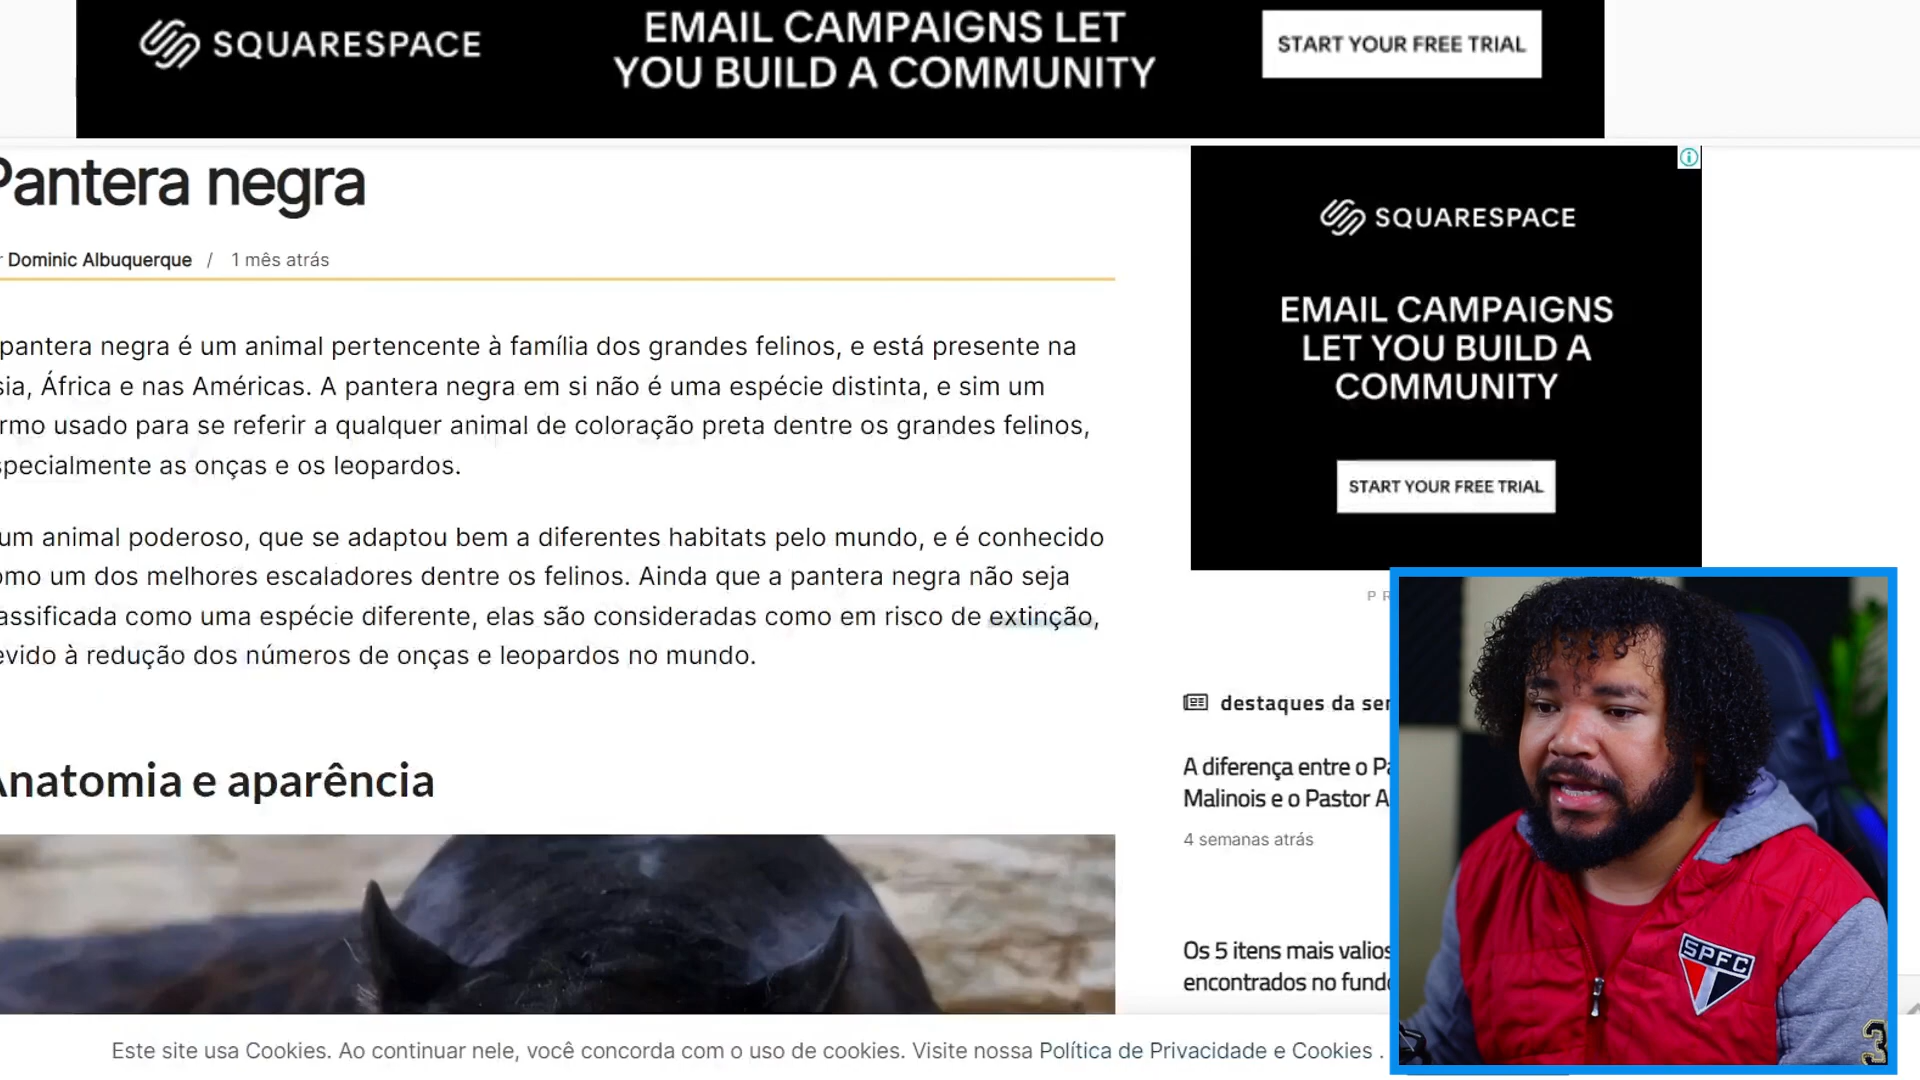 SQUARESPACE
EMAIL CAMPAIGNS LET
YOU BUILD A COMMUNITY
START YOUR FREE TRIAL
Pantera negra
Dominic Albuquerque / 1 mês atrás
pantera negra é um animal pertencente à família dos grandes felinos, e está presente na
sia, África e nas Américas. A pantera negra em si não é uma espécie distinta, e sim um
rmo usado para se referir a qualquer animal de coloração preta dentre os grandes felinos,
specialmente as onças e os leopardos.
um animal poderoso, que se adaptou bem a diferentes habitats pelo mundo, e é conhecido
omo um dos melhores escaladores dentre os felinos. Ainda que a pantera negra não seja
assificada como uma espécie diferente, elas são consideradas como em risco de extinção,
evido à redução dos números de onças e leopardos no mundo.
Anatomia e aparência
SQUARESPACE
EMAIL CAMPAIGNS
LET YOU BUILD A
COMMUNITY
START YOUR FREE TRIAL
destaques da
A diferença entre o
Malinois e o Pastor A
4 semanas atrás
Os 5 itens mais valios
encontrados no fund
SPFC
3
Este site usa Cookies. Ao continuar nele, você concorda com o uso de cookies. Visite nossa Política de Privacidade e Cookies .